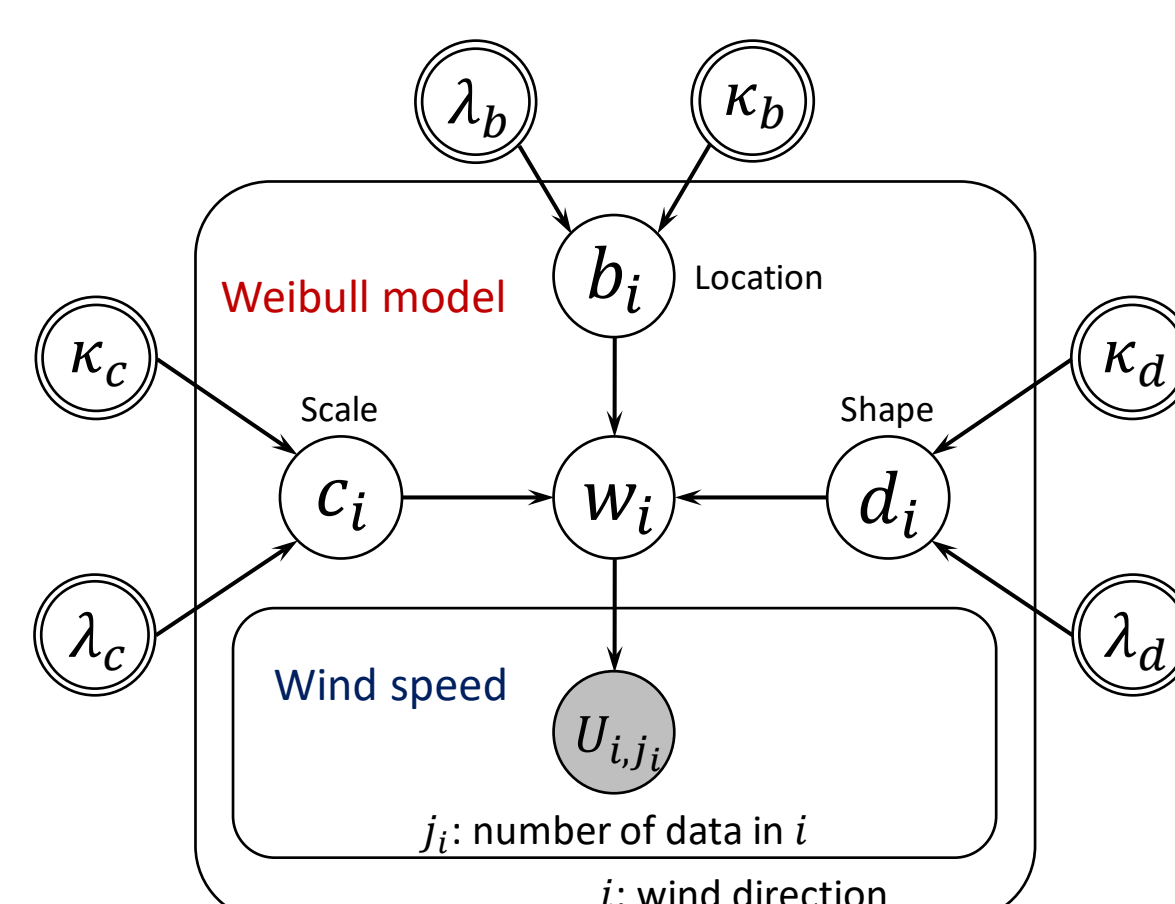 λ_b
κ_b
b_i
Location
Weibull model
κ_c
κ_d
Scale
Shape
c_i
w_i
d_i
λ_c
λ_d
Wind speed
U_{i,j_i}
j_i: number of data in i
i: wind direction